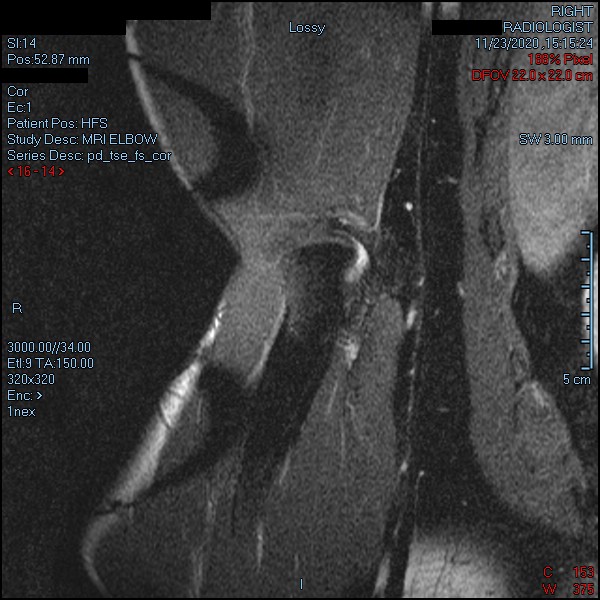 RIGHT
Lossy
RADIOLOGIST
SI:14
11/23/2020 ,15:15:24
Pos:52.87 mm
168% Pixel
DFOV 22.0 x 22.0 cm
Cor
Ec:1
Patient Pos: HFS
Study Desc: MRI ELBOW
SW 3.00 mm
Series Desc: pd_tse_fs_cor
< 16 - 14 >
R
3000.00//34.00
Etl:9 TA:150.00
320x320
5 cm
Enc: >
1nex
I
C 153
W 375